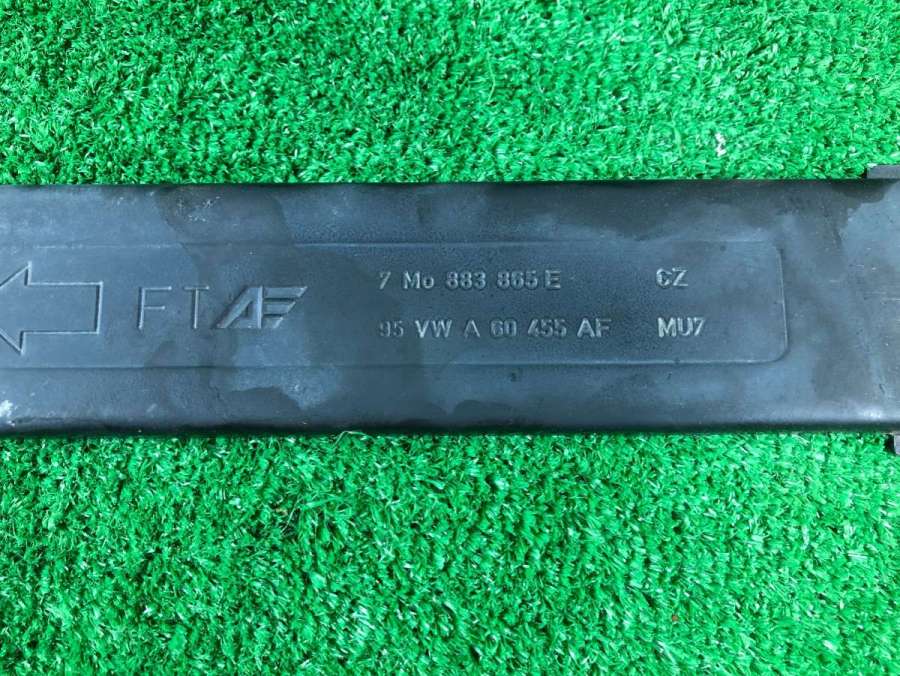 FT AF
7 Mo 883 865 E CZ
95 VW A 60 455 AF MU7